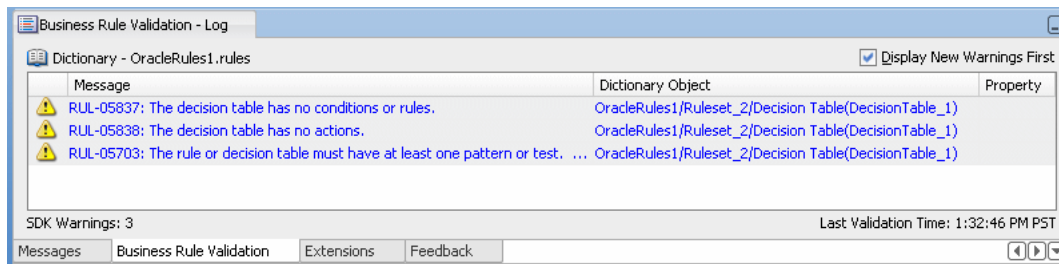 Business Rule Validation - Log
Dictionary - OracleRules1.rules
Display New Warnings First
Message Dictionary Object Property
RUL-05837: The decision table has no conditions or rules. OracleRules1/Ruleset_2/Decision Table(DecisionTable_1)
RUL-05838: The decision table has no actions. OracleRules1/Ruleset_2/Decision Table(DecisionTable_1)
RUL-05703: The rule or decision table must have at least one pattern or test. ... OracleRules1/Ruleset_2/Decision Table(DecisionTable_1)
SDK Warnings: 3 Last Validation Time: 1:32:46 PM PST
Messages Business Rule Validation Extensions Feedback